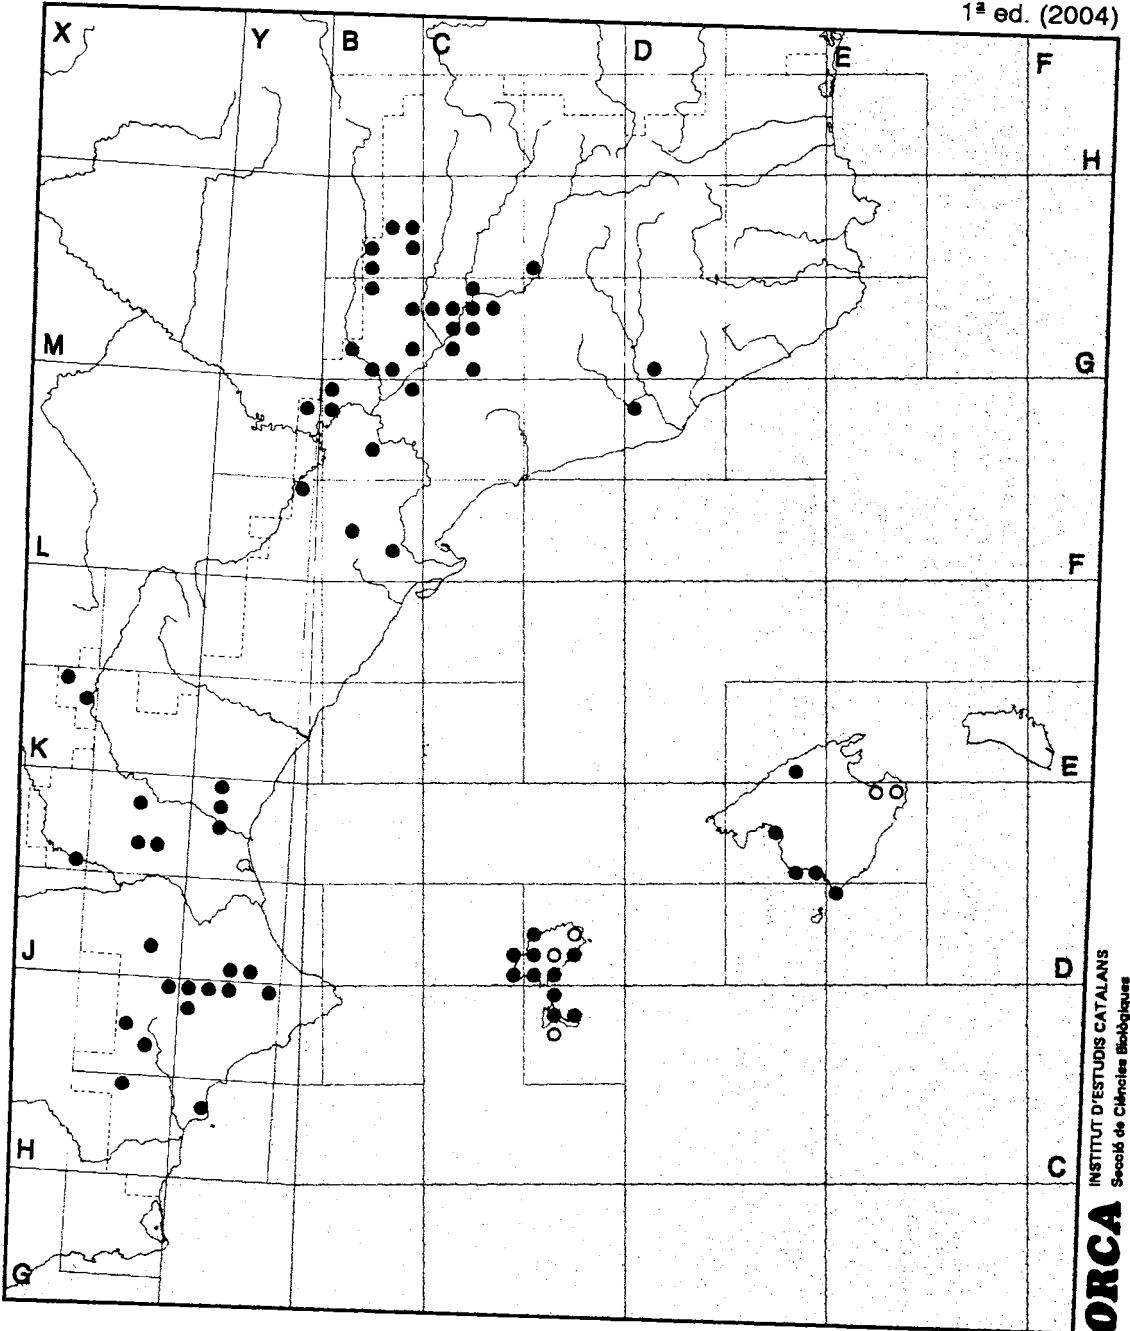 1ª ed. (2004)
X Y B C D E F
H
M G
L F
K E
J D
H C
G
ORCA
INSTITUT D'ESTUDIS CATALANS
Secció de Ciències Biològiques